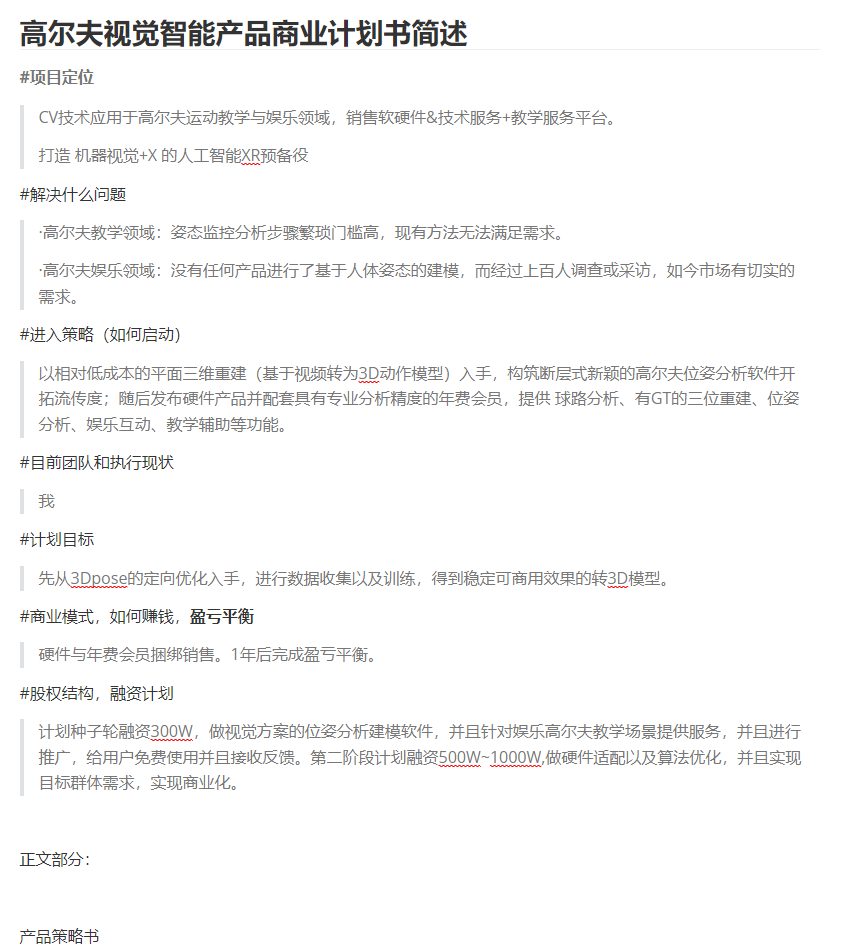 高尔夫视觉智能产品商业计划书简述
#项目定位
CV技术应用于高尔夫运动教学与娱乐领域，销售软硬件&技术服务+教学服务平台。
打造 机器视觉+X 的人工智能XR预备役
#解决什么问题
·高尔夫教学领域：姿态监控分析步骤繁琐门槛高，现有方法无法满足需求。
·高尔夫娱乐领域：没有任何产品进行了基于人体姿态的建模，而经过上百人调查或采访，如今市场有切实的
需求。
#进入策略（如何启动）
以相对低成本的平面三维重建（基于视频转为3D动作模型）入手，构筑断层式新颖的高尔夫位姿分析软件开
拓流传度；随后发布硬件产品并配套具有专业分析精度的年费会员，提供 球路分析、有GT的三位重建、位姿
分析、娱乐互动、教学辅助等功能。
#目前团队和执行现状
我
#计划目标
先从3Dpose的定向优化入手，进行数据收集以及训练，得到稳定可商用效果的转3D模型。
#商业模式，如何赚钱，盈亏平衡
硬件与年费会员捆绑销售。1年后完成盈亏平衡。
#股权结构，融资计划
计划种子轮融资300W，做视觉方案的位姿分析建模软件，并且针对娱乐高尔夫教学场景提供服务，并且进行
推广，给用户免费使用并且接收反馈。第二阶段计划融资500W~1000W,做硬件适配以及算法优化，并且实现
目标群体需求，实现商业化。
正文部分：
产品策略书